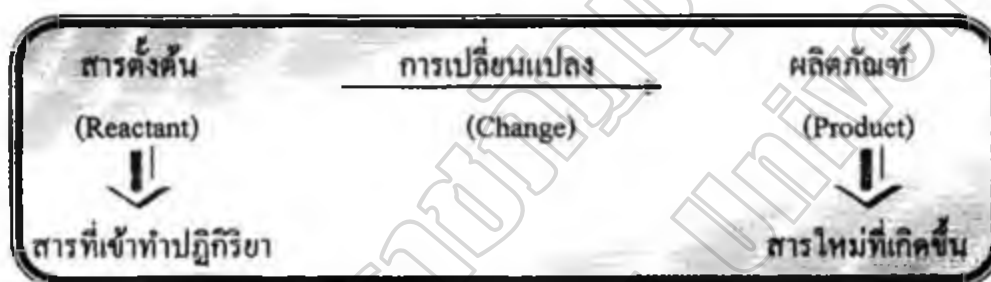 สารตั้งต้น การเปลี่ยนแปลง ผลิตภัณฑ์
(Reactant) (Change) (Product)
สารที่เข้าทำปฏิกิริยา สารใหม่ที่เกิดขึ้น